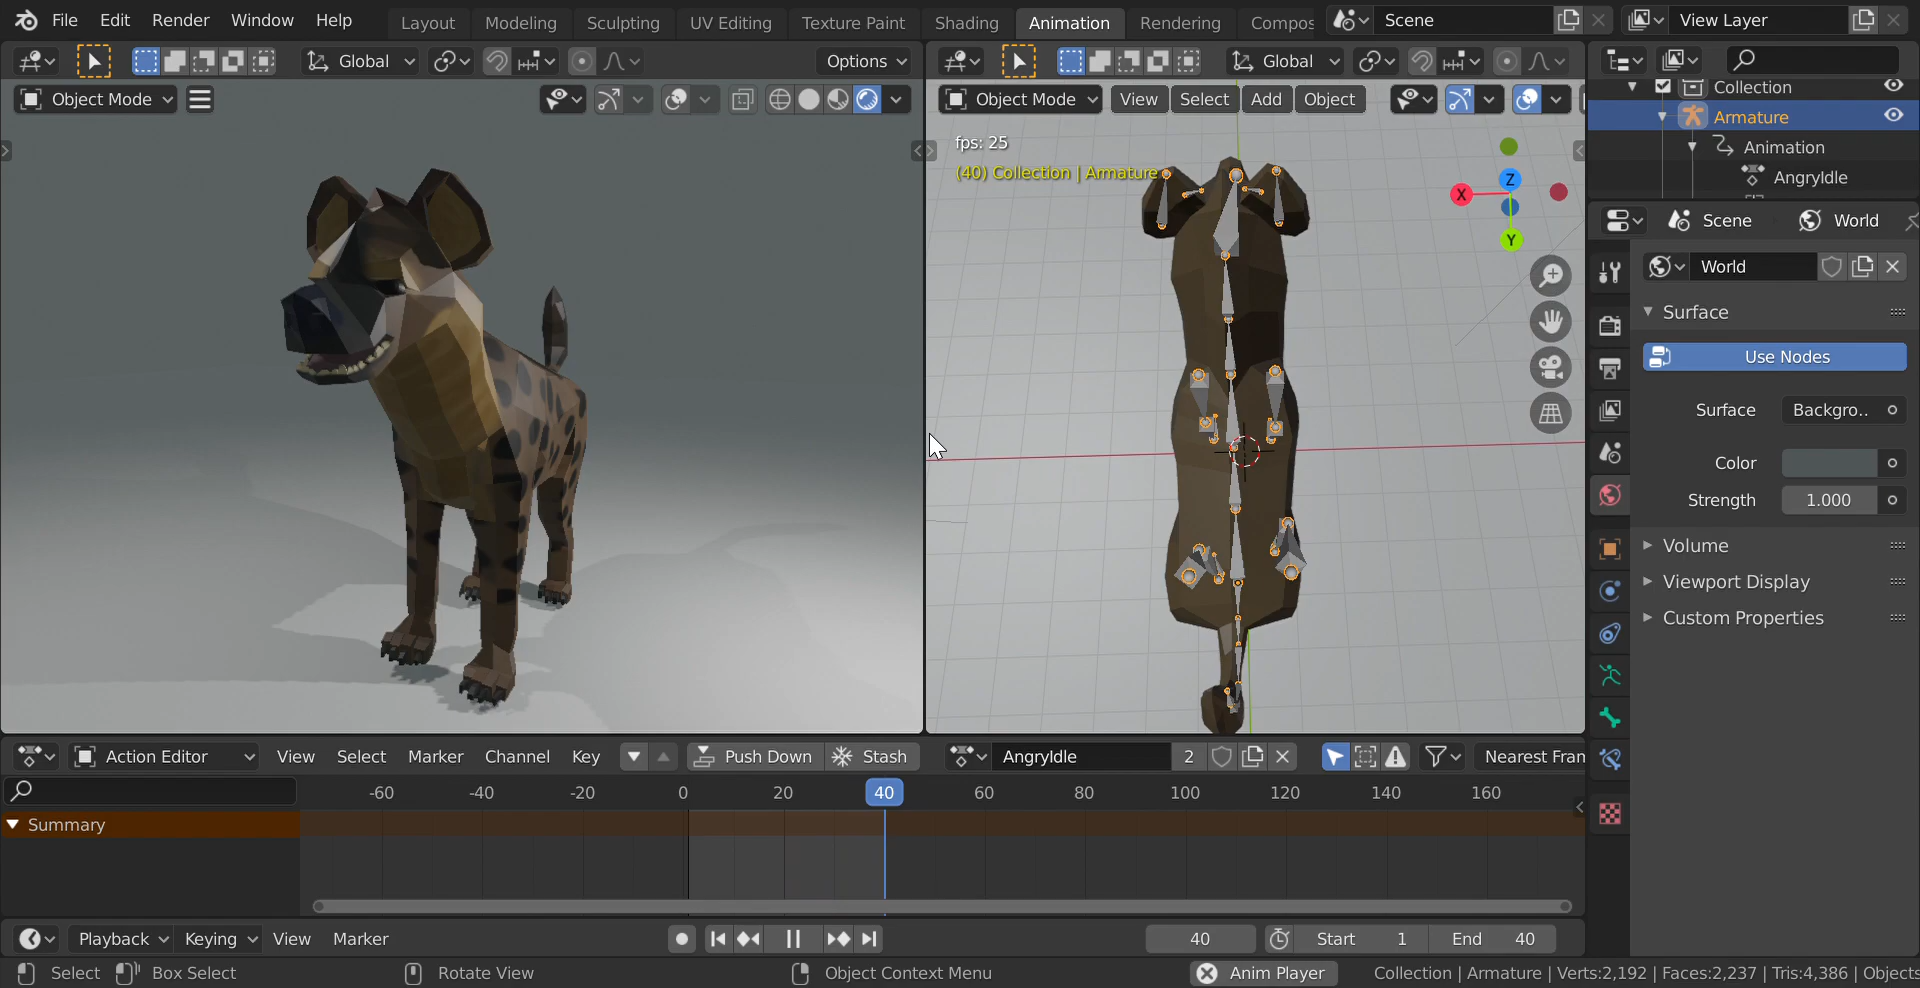 File Edit Render Window Help Layout Modeling Sculpting UV Editing Texture Paint Shading Animation Rendering Compos Scene View Layer
Global Options Global
Object Mode Object Mode View Select Add Object
Collection
Armature
Animation
AngryIdle
fps: 25
(40) Collection | Armature
X Z Y
Scene World
World
Surface
Use Nodes
Surface Backgro..
Color
Strength 1.000
Volume
Viewport Display
Custom Properties
Action Editor View Select Marker Channel Key Push Down Stash AngryIdle 2 Nearest Fran
-60 -40 -20 0 20 40 60 80 100 120 140 160
Summary
Playback Keying View Marker 40 Start 1 End 40
Select Box Select Rotate View Object Context Menu Anim Player Collection | Armature | Verts:2,192 | Faces:2,237 | Tris:4,386 | Objects